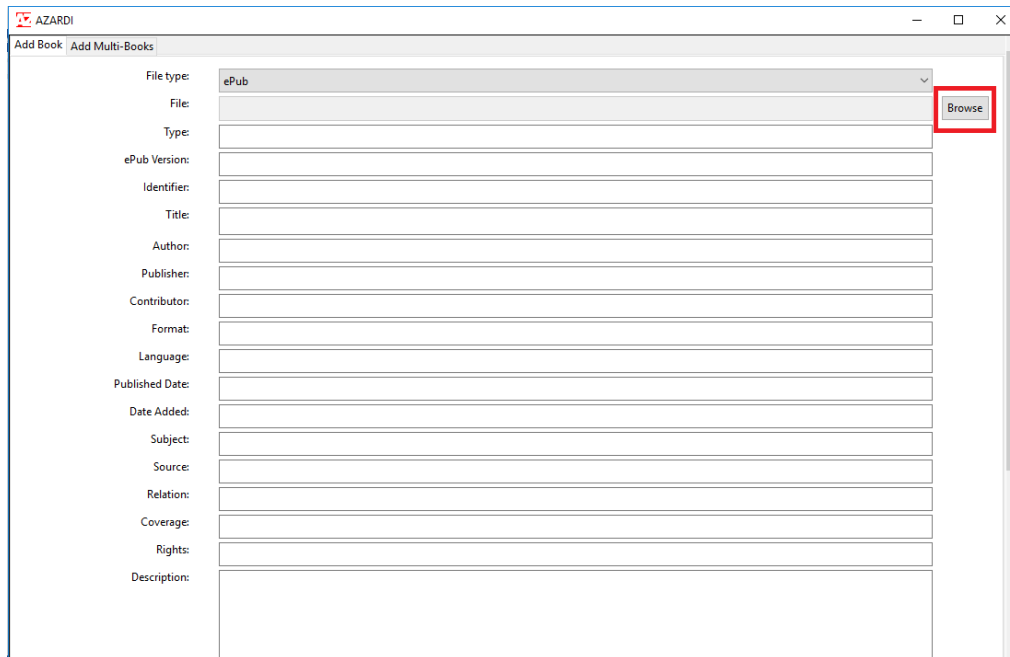 AZARDI
Add Book Add Multi-Books
File type: ePub
File: Browse
Type:
ePub Version:
Identifier:
Title:
Author:
Publisher:
Contributor:
Format:
Language:
Published Date:
Date Added:
Subject:
Source:
Relation:
Coverage:
Rights:
Description: